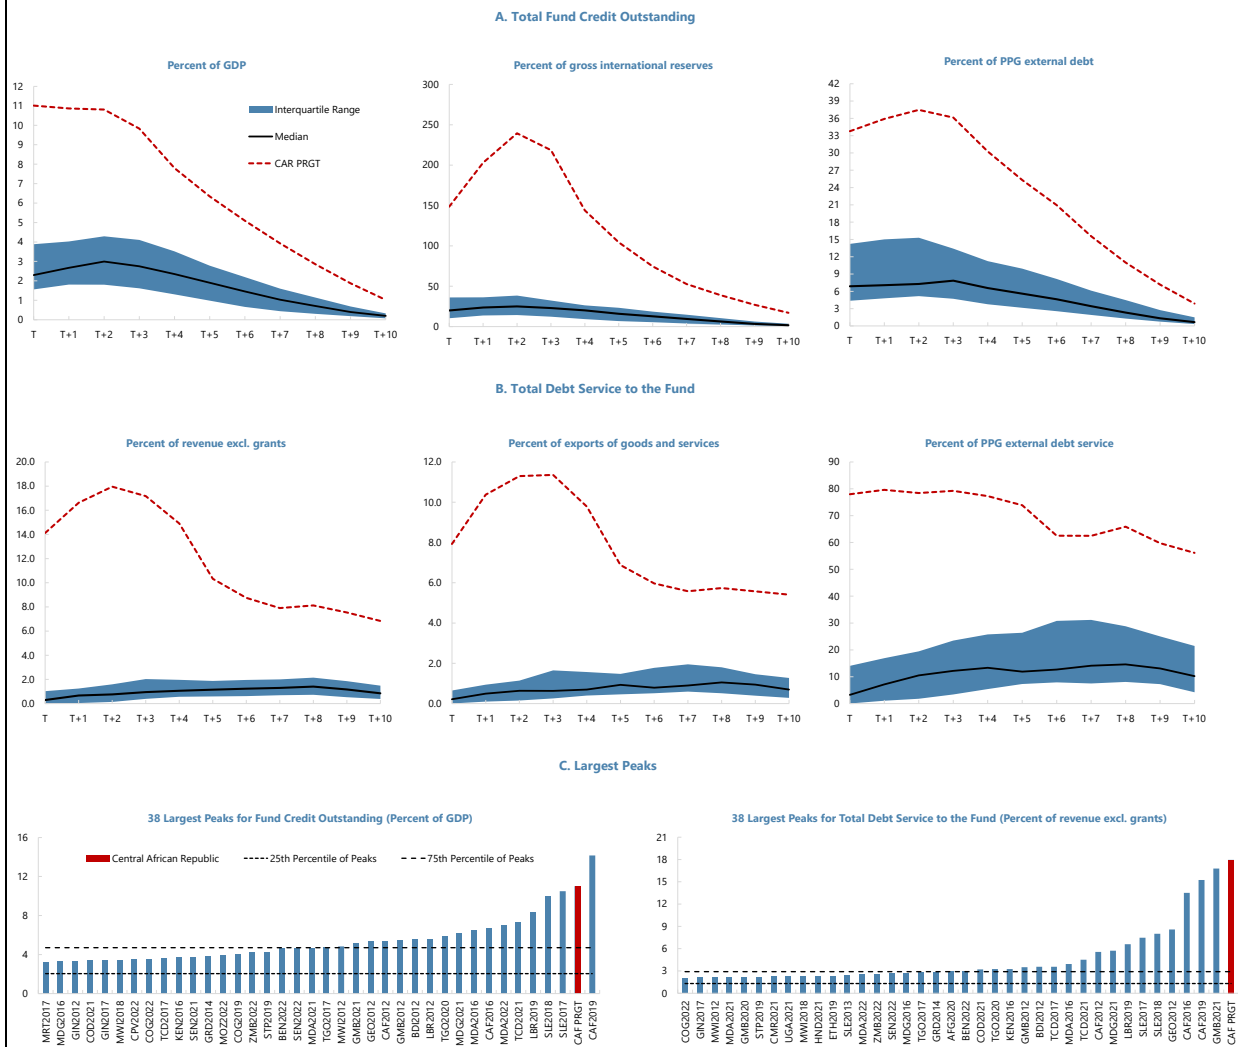 A. Total Fund Credit Outstanding
Percent of GDP
Percent of gross international reserves
Percent of PPG external debt
12
11
10
9
8
7
6
5
4
3
2
1
0
Interquartile Range
Median
CAR PRGT
T T+1 T+2 T+3 T+4 T+5 T+6 T+7 T+8 T+9 T+10
300
250
200
150
100
50
0
T T+1 T+2 T+3 T+4 T+5 T+6 T+7 T+8 T+9 T+10
42
39
36
33
30
27
24
21
18
15
12
9
6
3
0
T T+1 T+2 T+3 T+4 T+5 T+6 T+7 T+8 T+9 T+10
B. Total Debt Service to the Fund
Percent of revenue excl. grants
Percent of exports of goods and services
Percent of PPG external debt service
20.0
18.0
16.0
14.0
12.0
10.0
8.0
6.0
4.0
2.0
0.0
T T+1 T+2 T+3 T+4 T+5 T+6 T+7 T+8 T+9 T+10
12.0
10.0
8.0
6.0
4.0
2.0
0.0
T T+1 T+2 T+3 T+4 T+5 T+6 T+7 T+8 T+9 T+10
90
80
70
60
50
40
30
20
10
0
T T+1 T+2 T+3 T+4 T+5 T+6 T+7 T+8 T+9 T+10
C. Largest Peaks
38 Largest Peaks for Fund Credit Outstanding (Percent of GDP)
16
12
8
4
0
Central African Republic
25th Percentile of Peaks
75th Percentile of Peaks
MRT2017
MDG2016
GIN2012
COD2021
GIN2017
MWI2018
CPV2022
COG2022
TCD2017
KEN2016
SEN2021
GRD2014
MOZ2022
COG2019
ZMB2022
STP2019
BEN2022
SEN2022
MDA2021
TGO2017
MWI2012
GMB2021
GEO2012
CAF2012
GMB2012
BDI2012
LBR2012
TGO2020
MDG2021
MDA2016
CAF2016
MDA2022
TCD2021
LBR2019
SLE2018
SLE2017
CAF PRGT
CAF2019
38 Largest Peaks for Total Debt Service to the Fund (Percent of revenue excl. grants)
21
18
15
12
9
6
3
0
COG2022
GIN2017
MWI2012
MDA2021
GMB2020
STP2019
CMR2021
UGA2021
MWI2018
HND2021
ETH2019
SLE2013
MDA2022
ZMB2022
SEN2022
MDG2016
TGO2017
GRD2014
AFG2020
BEN2022
COD2021
TGO2020
KEN2016
GMB2012
BDI2012
TCD2017
MDA2016
TCD2021
CAF2012
MDG2021
LBR2019
SLE2017
SLE2018
GEO2012
CAF2016
CAF2019
GMB2021
CAF PRGT